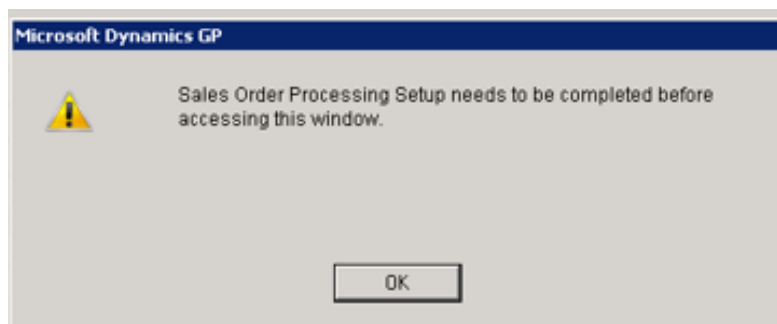 Microsoft Dynamics GP
Sales Order Processing Setup needs to be completed before
accessing this window.
OK